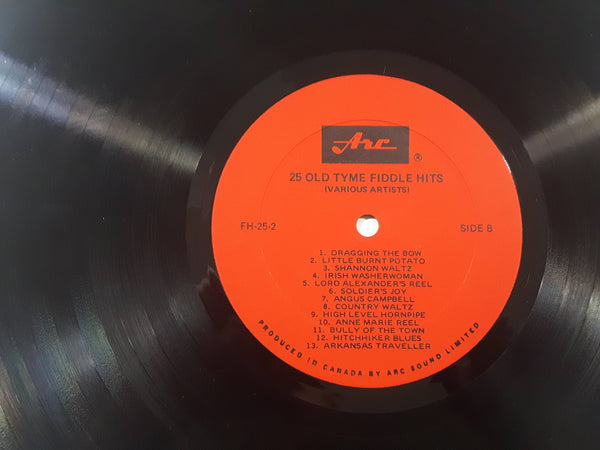 Arc ®
25 OLD TYME FIDDLE HITS
(VARIOUS ARTISTS)
FH-25-2 SIDE B
1. DRAGGING THE BOW
2. LITTLE BURNT POTATO
3. SHANNON WALTZ
4. IRISH WASHERWOMAN
5. LORD ALEXANDER'S REEL
6. SOLDIER'S JOY
7. ANGUS CAMPBELL
8. COUNTRY WALTZ
9. HIGH LEVEL HORNPIPE
10. ANNE MARIE REEL
11. BULLY OF THE TOWN
12. HITCHHIKER BLUES
13. ARKANSAS TRAVELLER
PRODUCED IN CANADA BY ARC SOUND LIMITED